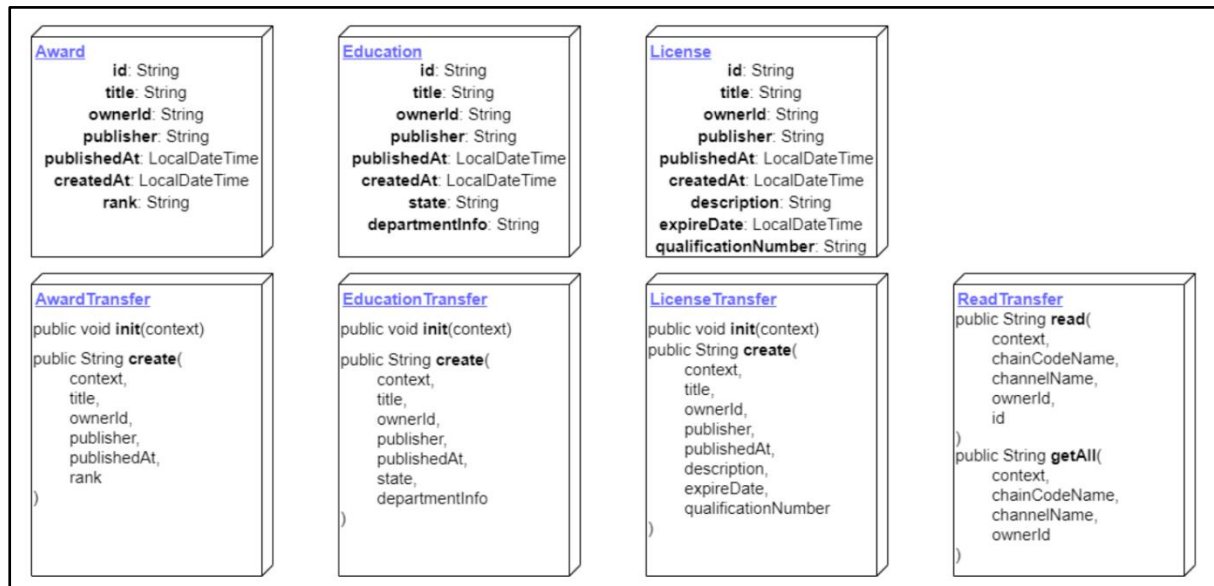 Award
id: String
title: String
ownerId: String
publisher: String
publishedAt: LocalDateTime
createdAt: LocalDateTime
rank: String
Education
id: String
title: String
ownerId: String
publisher: String
publishedAt: LocalDateTime
createdAt: LocalDateTime
state: String
departmentInfo: String
License
id: String
title: String
ownerId: String
publisher: String
publishedAt: LocalDateTime
createdAt: LocalDateTime
description: String
expireDate: LocalDateTime
qualificationNumber: String
AwardTransfer
public void init(context)
public String create(
context,
title,
ownerId,
publisher,
publishedAt,
rank
)
EducationTransfer
public void init(context)
public String create(
context,
title,
ownerId,
publisher,
publishedAt,
state,
departmentInfo
)
LicenseTransfer
public void init(context)
public String create(
context,
title,
ownerId,
publisher,
publishedAt,
description,
expireDate,
qualificationNumber
)
ReadTransfer
public String read(
context,
chainCodeName,
channelName,
ownerId,
id
)
public String getAll(
context,
chainCodeName,
channelName,
ownerId
)